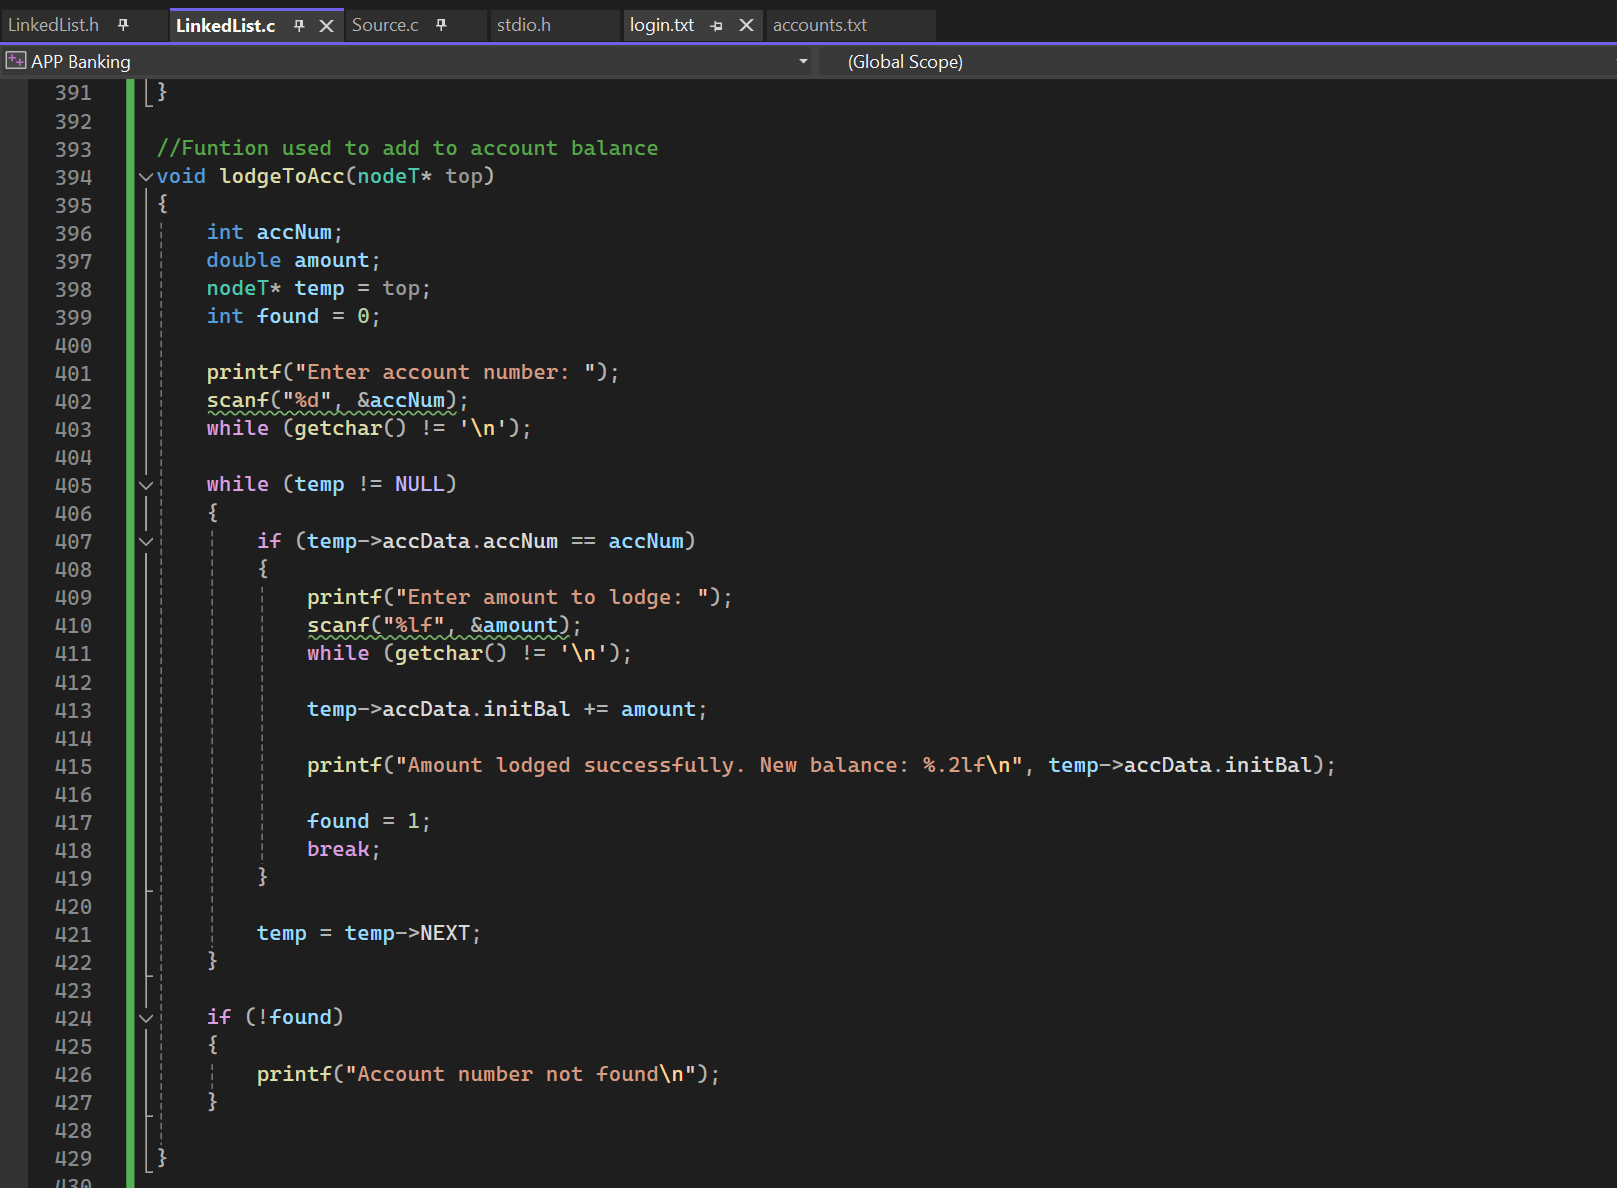 LinkedList.h
LinkedList.c
Source.c
stdio.h
login.txt
accounts.txt
APP Banking
(Global Scope)
391 }
392
393 //Funtion used to add to account balance
394 void lodgeToAcc(nodeT* top)
395 {
396 int accNum;
397 double amount;
398 nodeT* temp = top;
399 int found = 0;
400
401 printf("Enter account number: ");
402 scanf("%d", &accNum);
403 while (getchar() != '\n');
404
405 while (temp != NULL)
406 {
407 if (temp->accData.accNum == accNum)
408 {
409 printf("Enter amount to lodge: ");
410 scanf("%lf", &amount);
411 while (getchar() != '\n');
412
413 temp->accData.initBal += amount;
414
415 printf("Amount lodged successfully. New balance: %.2lf\n", temp->accData.initBal);
416
417 found = 1;
418 break;
419 }
420
421 temp = temp->NEXT;
422 }
423
424 if (!found)
425 {
426 printf("Account number not found\n");
427 }
428
429 }
430